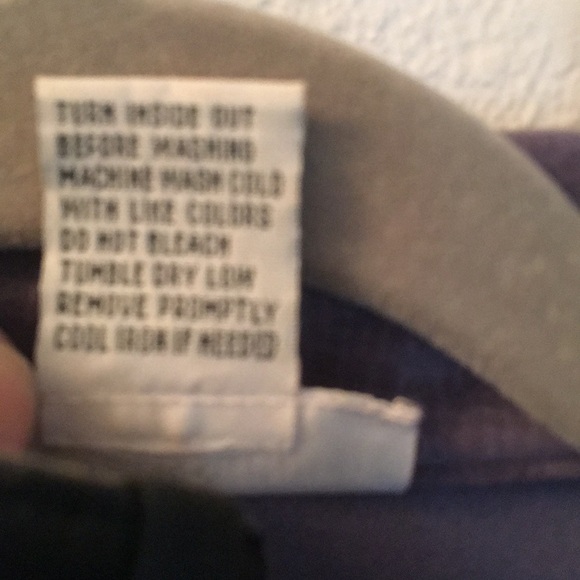 TURN INSIDE OUT
BEFORE WASHING
MACHINE WASH COLD
WITH LIKE COLORS
DO NOT BLEACH
TUMBLE DRY LOW
REMOVE PROMPTLY
COOL IRON IF NEEDED